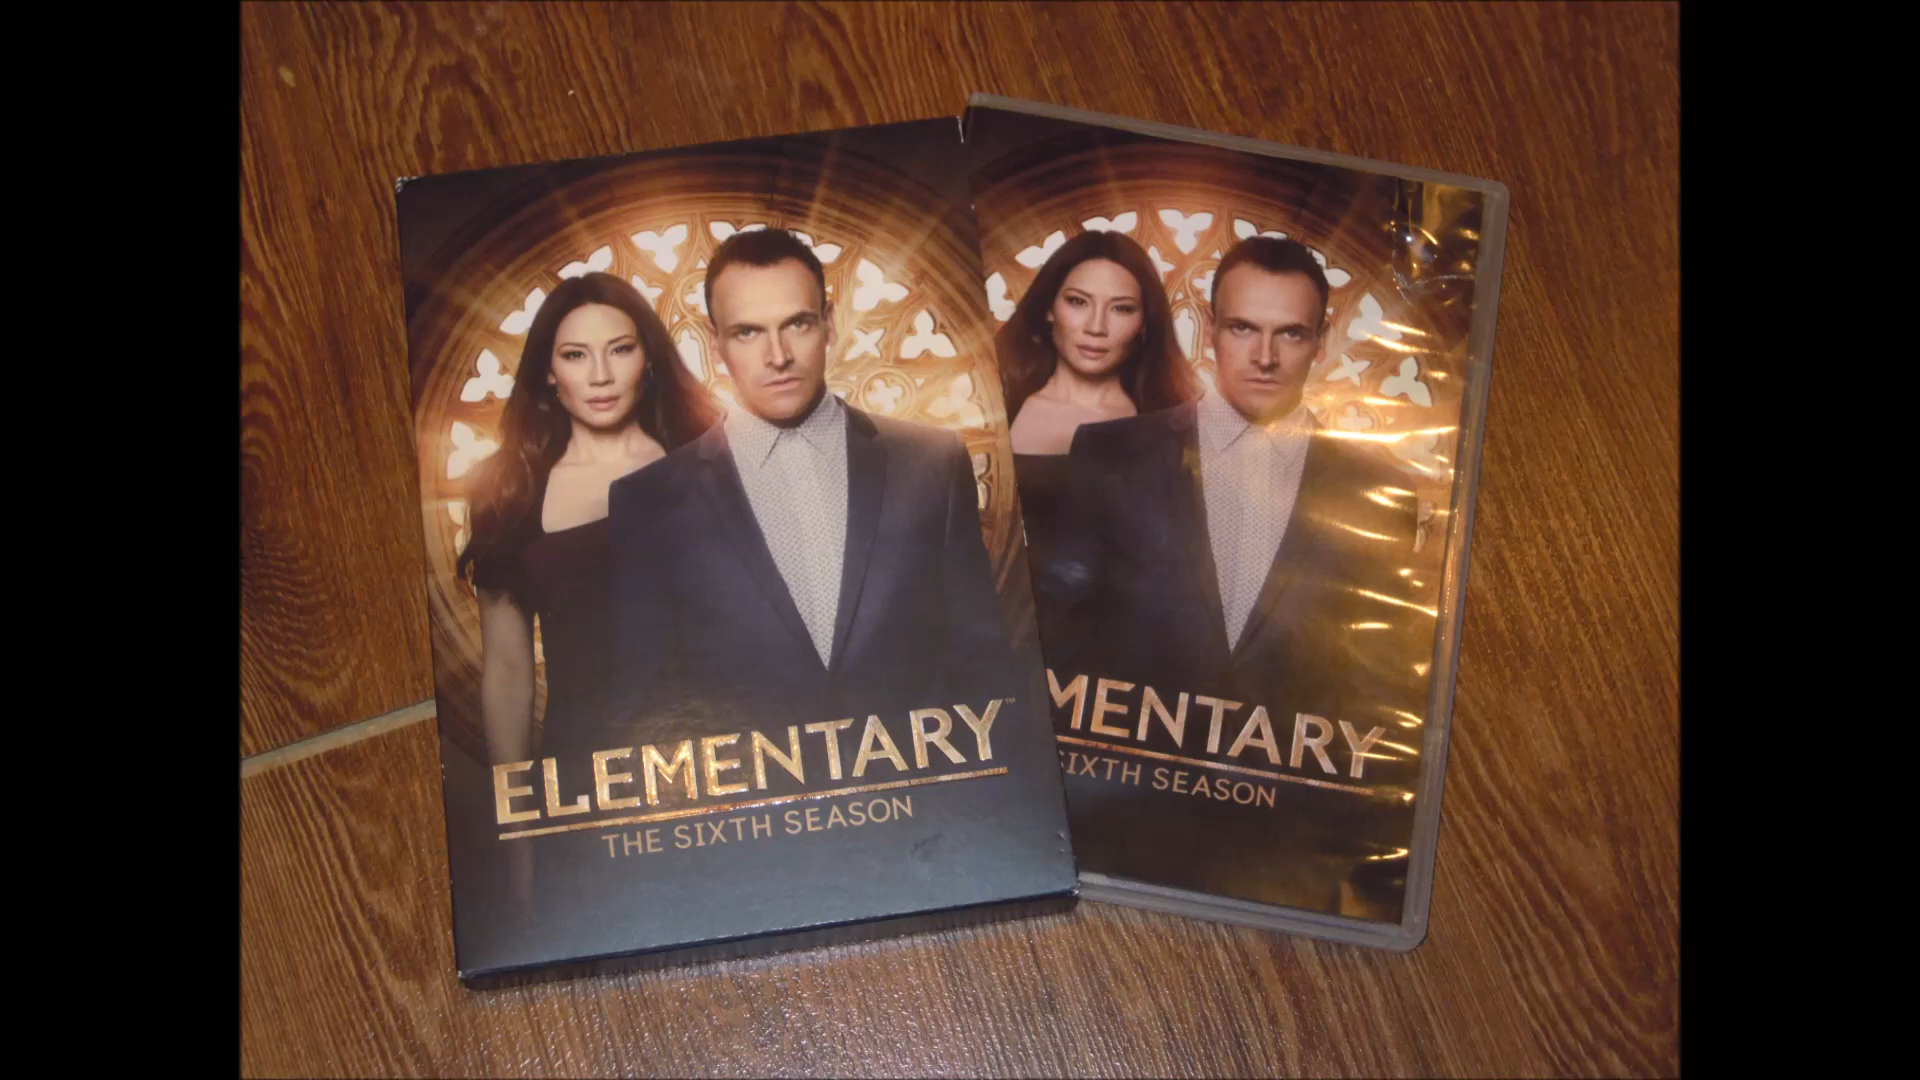 ELEMENTARY™
THE SIXTH SEASON
MENTARY
SIXTH SEASON